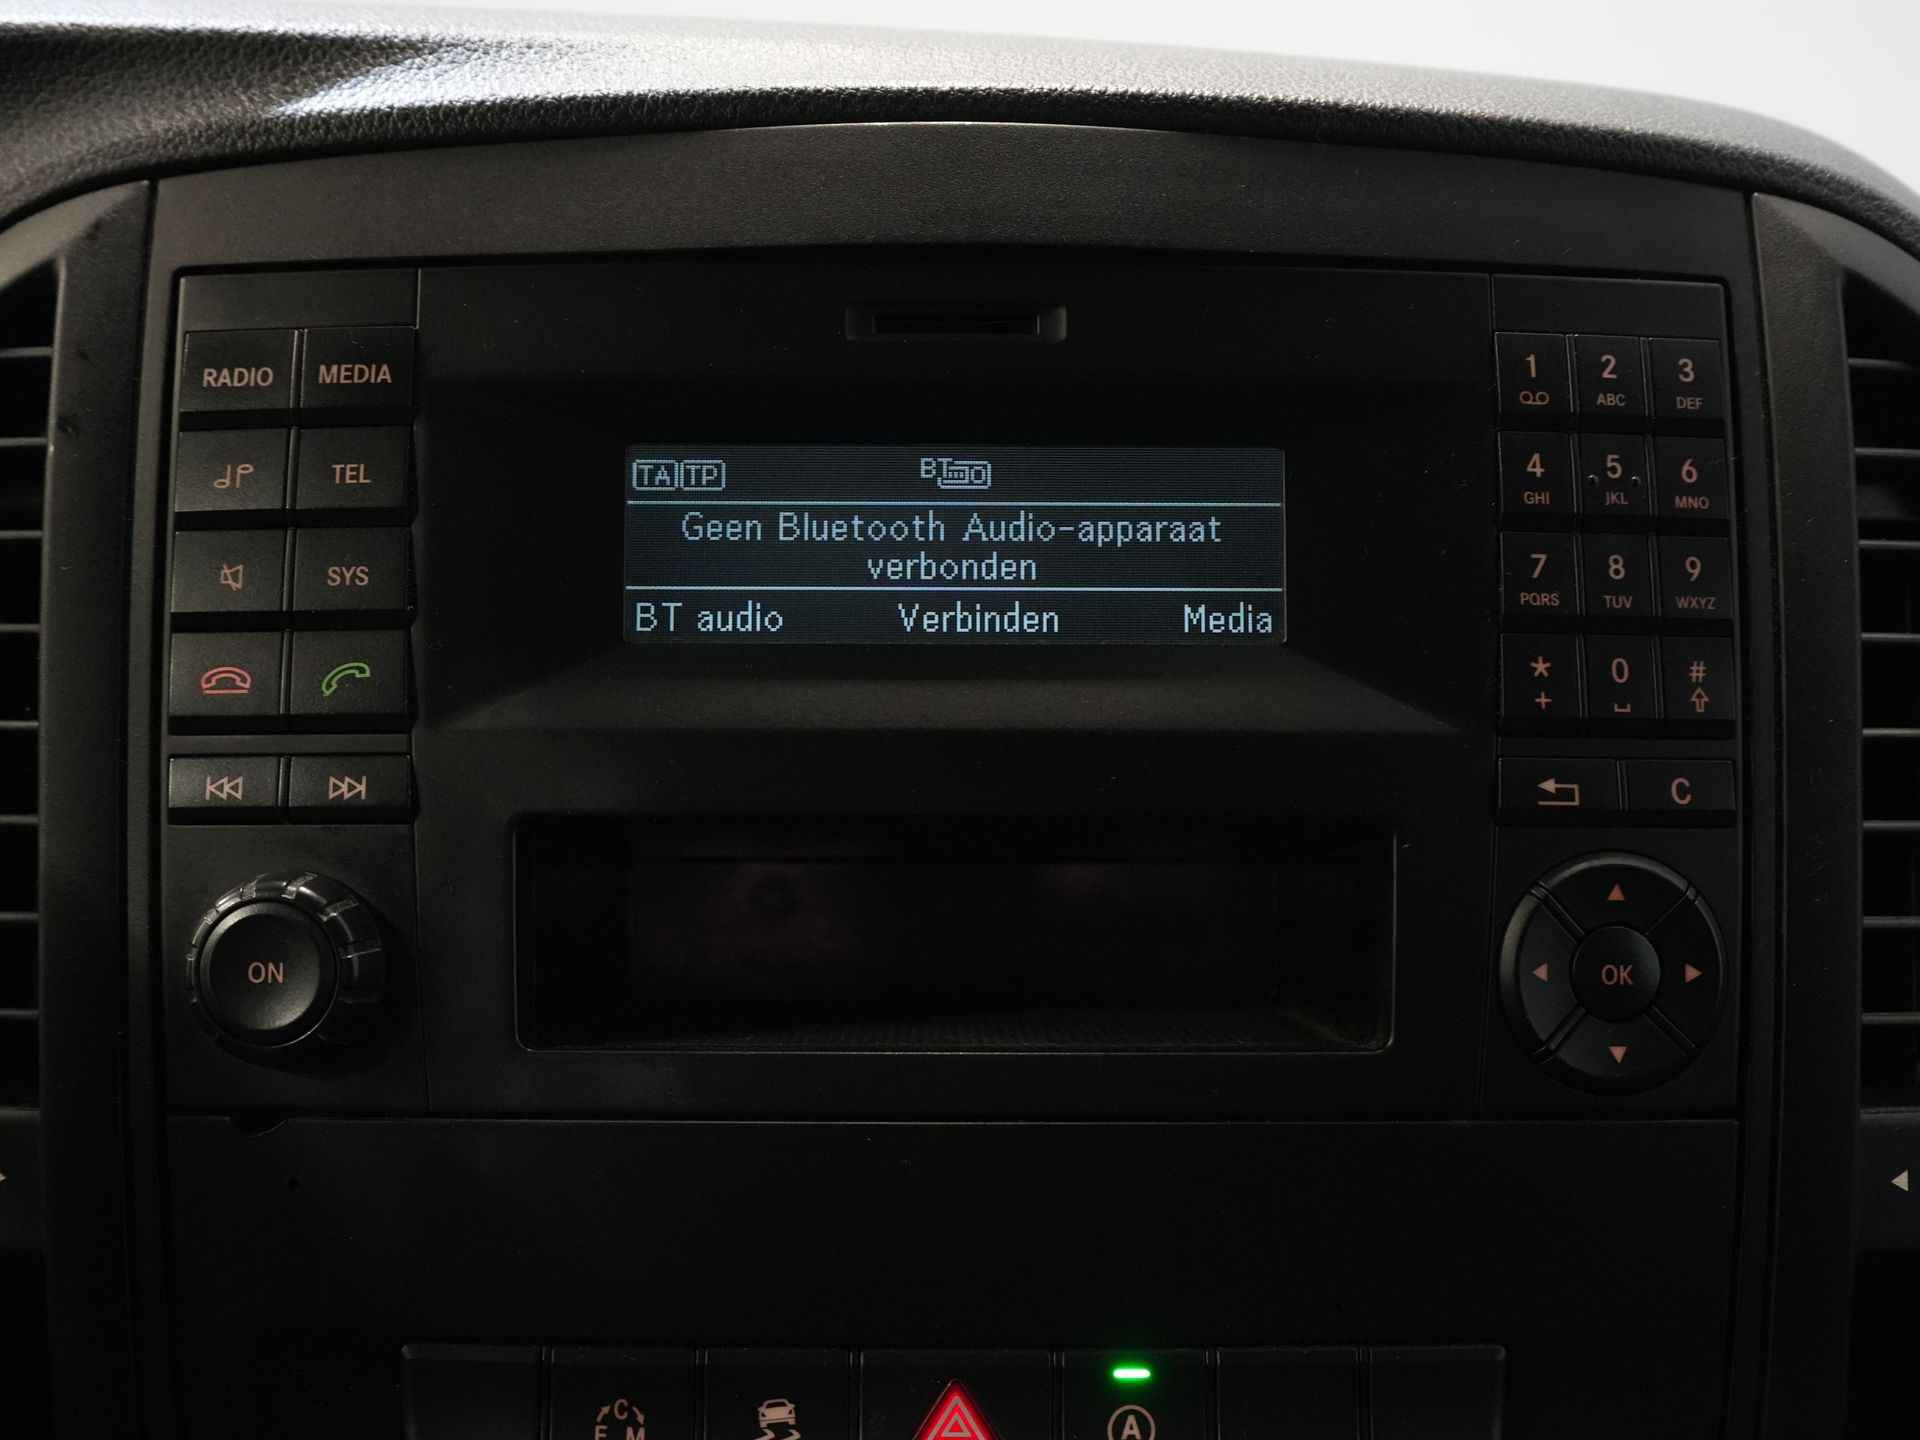 RADIO MEDIA
TEL
SYS
ON
TA TP BT
Geen Bluetooth Audio-apparaat
verbonden
BT audio Verbinden Media
1 2 3
ABC DEF
4 5 6
GHI JKL MNO
7 8 9
PQRS TUV WXYZ
* 0 #
+
C
OK
C
E M
A